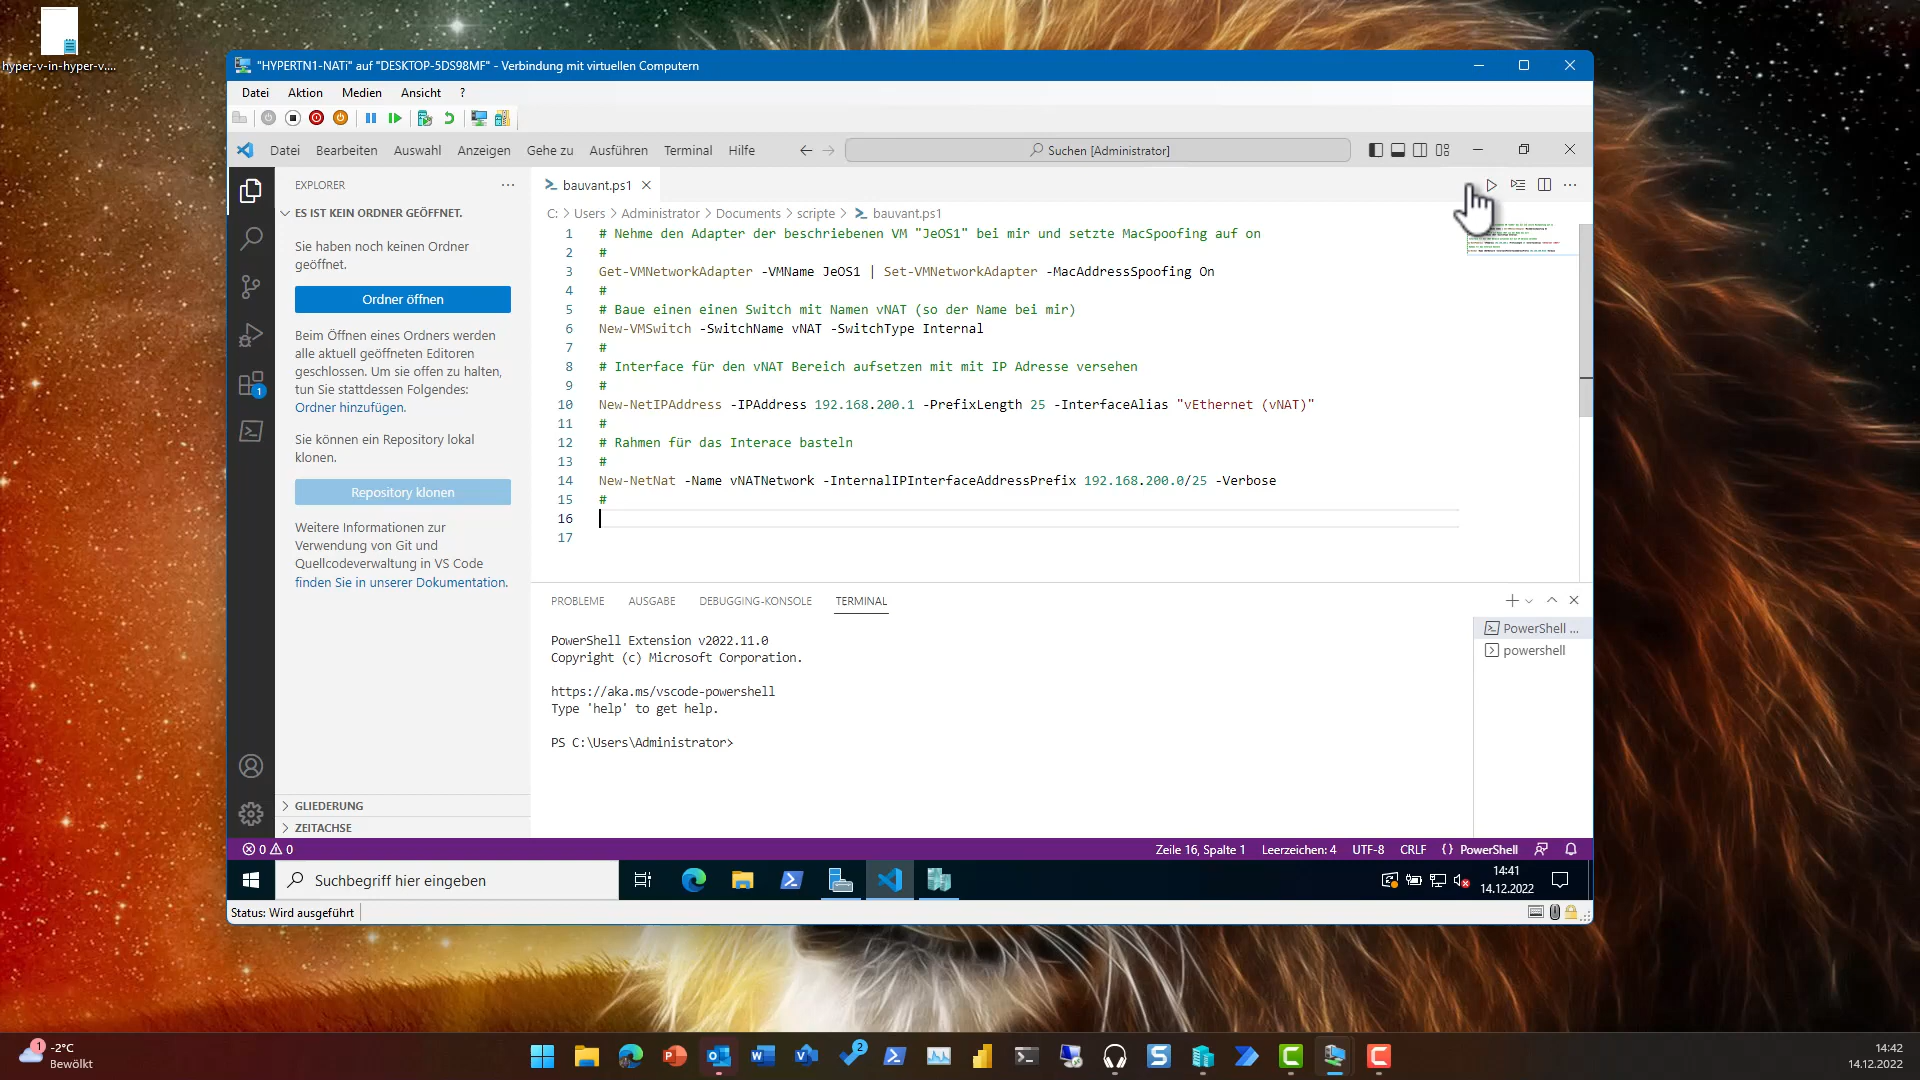 hyper-v-in-hyper-v....
"HYPERTN1-NATi" auf "DESKTOP-5DS98MF" - Verbindung mit virtuellen Computern
Datei Aktion Medien Ansicht ?
Datei Bearbeiten Auswahl Anzeigen Gehe zu Ausführen Terminal Hilfe
Suchen [Administrator]
EXPLORER
ES IST KEIN ORDNER GEÖFFNET.
Sie haben noch keinen Ordner
geöffnet.
Ordner öffnen
Beim Öffnen eines Ordners werden
alle aktuell geöffneten Editoren
geschlossen. Um sie offen zu halten,
tun Sie stattdessen Folgendes:
Ordner hinzufügen.
Sie können ein Repository lokal
klonen.
Repository klonen
Weitere Informationen zur
Verwendung von Git und
Quellcodeverwaltung in VS Code
finden Sie in unserer Dokumentation.
GLIEDERUNG
ZEITACHSE
1
bauvant.ps1
C: > Users > Administrator > Documents > scripte > bauvant.ps1
1 # Nehme den Adapter der beschriebenen VM "JeOS1" bei mir und setzte MacSpoofing auf on
2 #
3 Get-VMNetworkAdapter -VMName JeOS1 | Set-VMNetworkAdapter -MacAddressSpoofing On
4 #
5 # Baue einen einen Switch mit Namen vNAT (so der Name bei mir)
6 New-VMSwitch -SwitchName vNAT -SwitchType Internal
7 #
8 # Interface für den vNAT Bereich aufsetzen mit mit IP Adresse versehen
9 #
10 New-NetIPAddress -IPAddress 192.168.200.1 -PrefixLength 25 -InterfaceAlias "vEthernet (vNAT)"
11 #
12 # Rahmen für das Interace basteln
13 #
14 New-NetNat -Name vNATNetwork -InternalIPInterfaceAddressPrefix 192.168.200.0/25 -Verbose
15 #
16
17
PROBLEME AUSGABE DEBUGGING-KONSOLE TERMINAL
PowerShell Extension v2022.11.0
Copyright (c) Microsoft Corporation.
https://aka.ms/vscode-powershell
Type 'help' to get help.
PS C:\Users\Administrator>
PowerShell ...
powershell
0 0
Zeile 16, Spalte 1 Leerzeichen: 4 UTF-8 CRLF {} PowerShell
Suchbegriff hier eingeben
14:41
14.12.2022
Status: Wird ausgeführt
1
-2°C
Bewölkt
2
14:42
14.12.2022